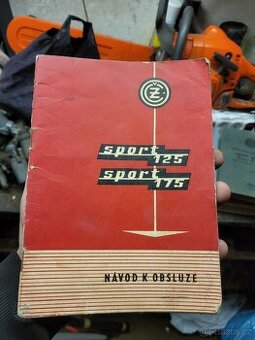 ČZ
sport 125
sport 175
NÁVOD K OBSLUZE